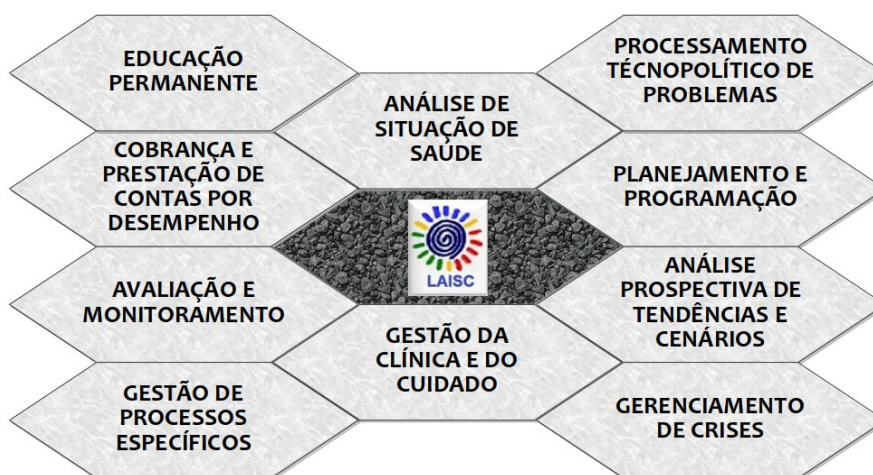 EDUCAÇÃO
PERMANENTE
ANÁLISE DE
SITUAÇÃO DE
SAÚDE
PROCESSAMENTO
TÉCNOPOLÍTICO DE
PROBLEMAS
COBRANÇA E
PRESTAÇÃO DE
CONTAS POR
DESEMPENHO
LAISC
PLANEJAMENTO E
PROGRAMAÇÃO
AVALIAÇÃO E
MONITORAMENTO
GESTÃO DA
CLÍNICA E DO
CUIDADO
ANÁLISE
PROSPECTIVA DE
TENDÊNCIAS E
CENÁRIOS
GESTÃO DE
PROCESSOS
ESPECÍFICOS
GERENCIAMENTO
DE CRISES